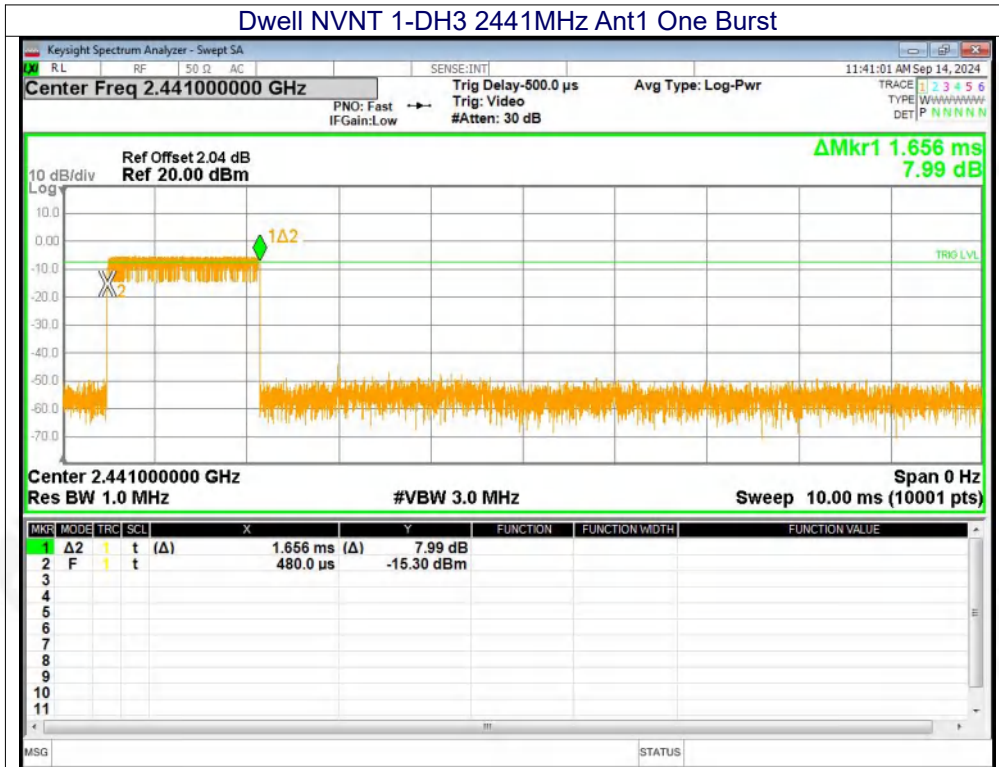 Dwell NVNT 1-DH3 2441MHz Ant1 One Burst
Keysight Spectrum Analyzer - Swept SA
LXI RL RF 50 Ω AC SENSE:INT 11:41:01 AM Sep 14, 2024
Center Freq 2.441000000 GHz
PNO: Fast
IFGain:Low
Trig Delay-500.0 µs
Trig: Video
#Atten: 30 dB
Avg Type: Log-Pwr
TRACE 1 2 3 4 5 6
TYPE WWWWWWW
DET P N N N N N
ΔMkr1 1.656 ms
7.99 dB
Ref Offset 2.04 dB
10 dB/div Ref 20.00 dBm
Log
10.0
0.00
-10.0
-20.0
-30.0
-40.0
-50.0
-60.0
-70.0
1Δ2
TRIG LVL
2
Center 2.441000000 GHz Span 0 Hz
Res BW 1.0 MHz #VBW 3.0 MHz Sweep 10.00 ms (10001 pts)
MKR MODE TRC SCL X Y FUNCTION FUNCTION WIDTH FUNCTION VALUE
1 Δ2 1 t (Δ) 1.656 ms (Δ) 7.99 dB
2 F 1 t 480.0 µs -15.30 dBm
3
4
5
6
7
8
9
10
11
MSG STATUS